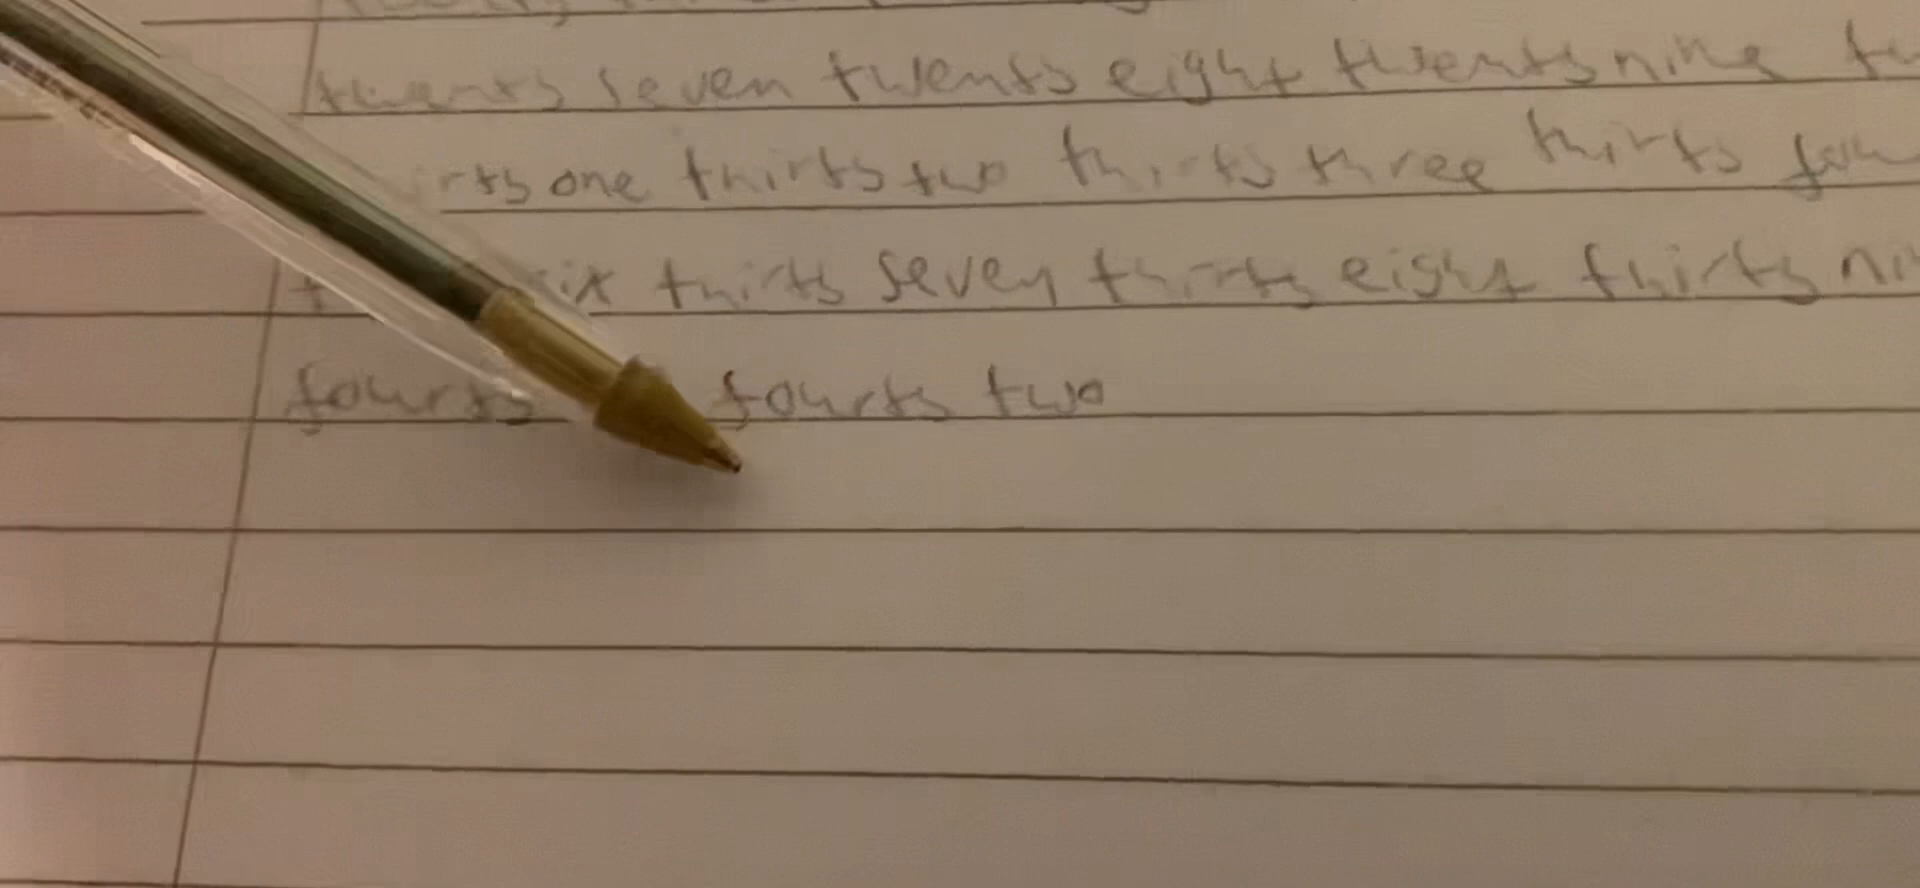 twenty seven twenty eight twenty nine
one thirty two thirty three thirty
thirty seven thirty eight thirty
fourty fourty two